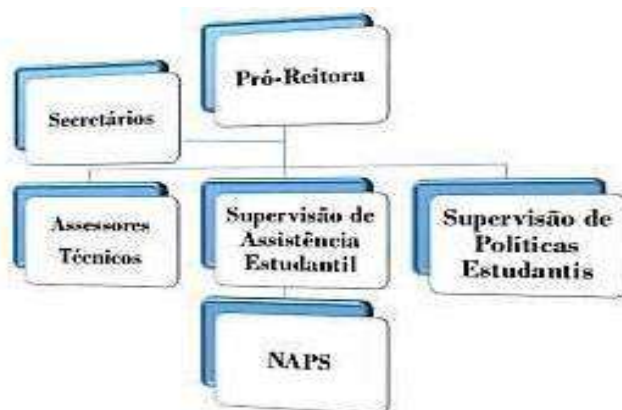 Pró-Reitora
Secretários
Assessores
Técnicos
Supervisão de
Assistência
Estudantil
Supervisão de
Políticas
Estudantis
NAPS